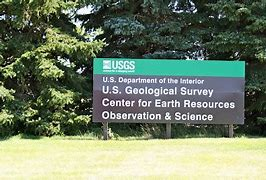 USGS
U.S. Department of the Interior
U.S. Geological Survey
Center for Earth Resources
Observation & Science